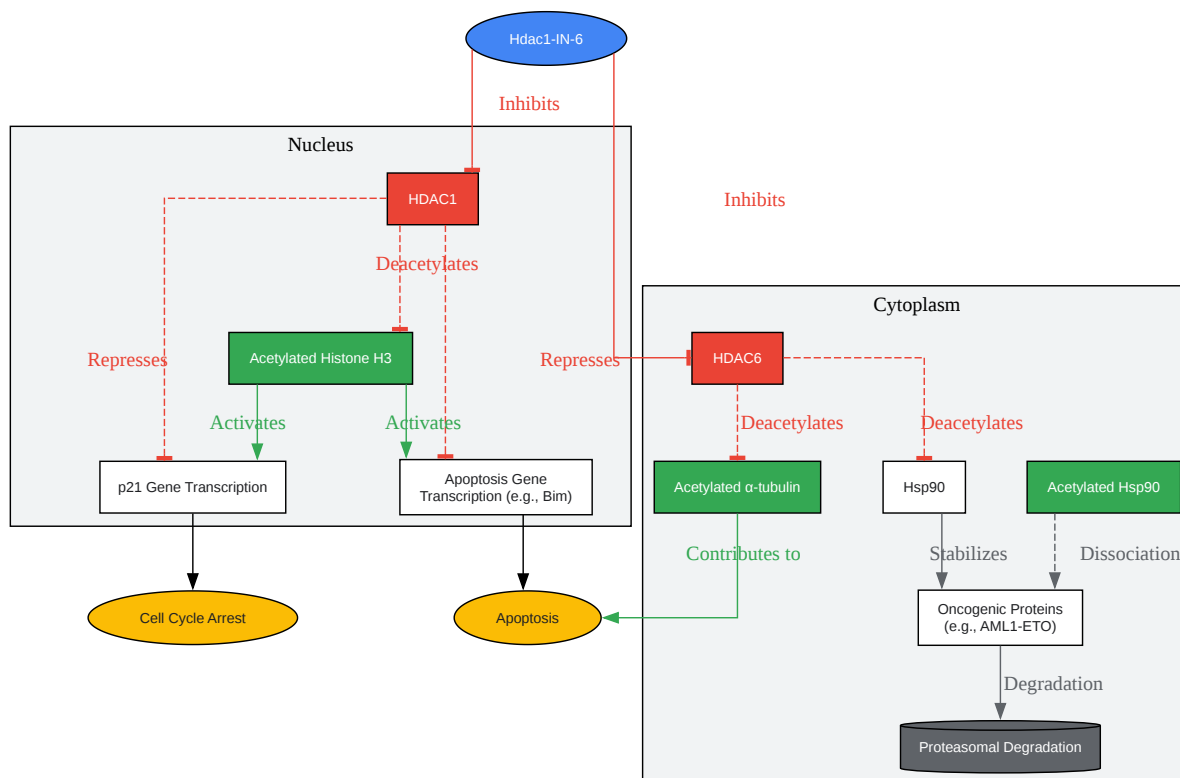 Hdac1-IN-6
Inhibits
Nucleus
HDAC1
Inhibits
Deacetylates
Cytoplasm
Represses
Acetylated Histone H3
Represses
HDAC6
Activates
Activates
Deacetylates
Deacetylates
p21 Gene Transcription
Apoptosis Gene
Transcription (e.g., Bim)
Acetylated α-tubulin
Hsp90
Acetylated Hsp90
Contributes to
Stabilizes
Dissociation
Cell Cycle Arrest
Apoptosis
Oncogenic Proteins
(e.g., AML1-ETO)
Degradation
Proteasomal Degradation